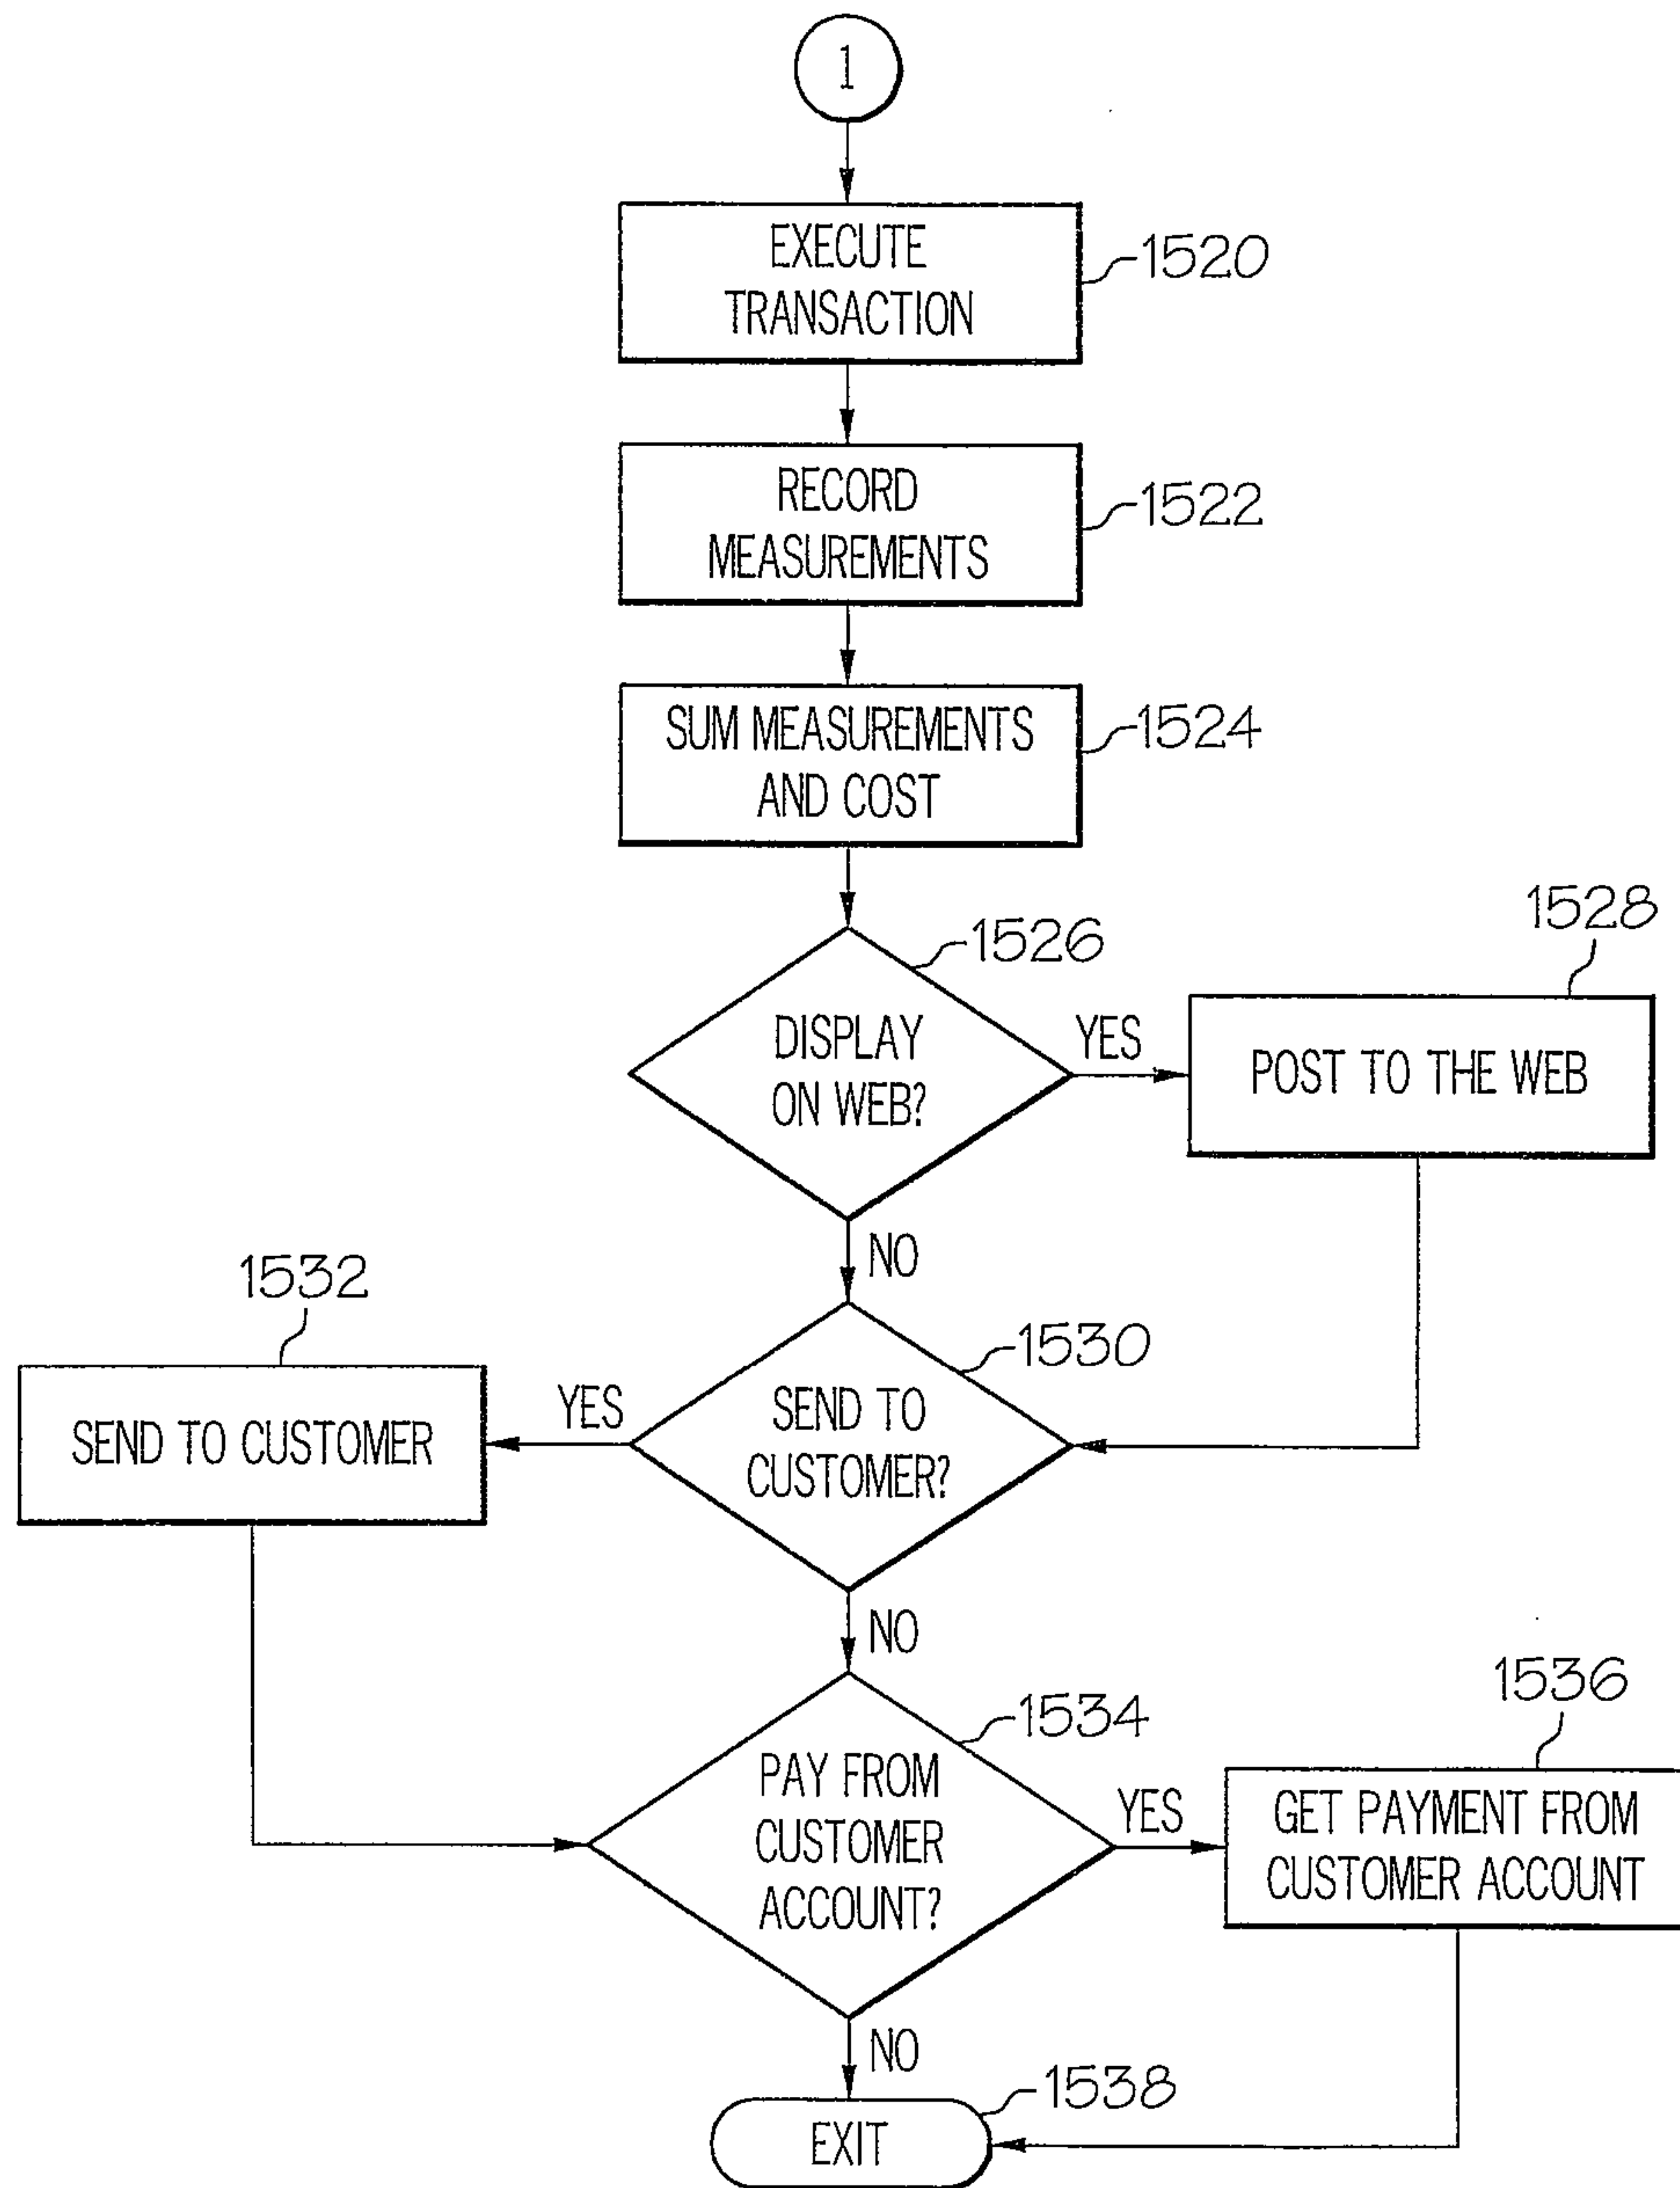 1
EXECUTE
TRANSACTION
1520
RECORD
MEASUREMENTS
1522
SUM MEASUREMENTS
AND COST
1524
1526
DISPLAY
ON WEB?
YES
1528
POST TO THE WEB
NO
1530
SEND TO
CUSTOMER?
YES
1532
SEND TO CUSTOMER
NO
1534
PAY FROM
CUSTOMER
ACCOUNT?
YES
1536
GET PAYMENT FROM
CUSTOMER ACCOUNT
NO
1538
EXIT